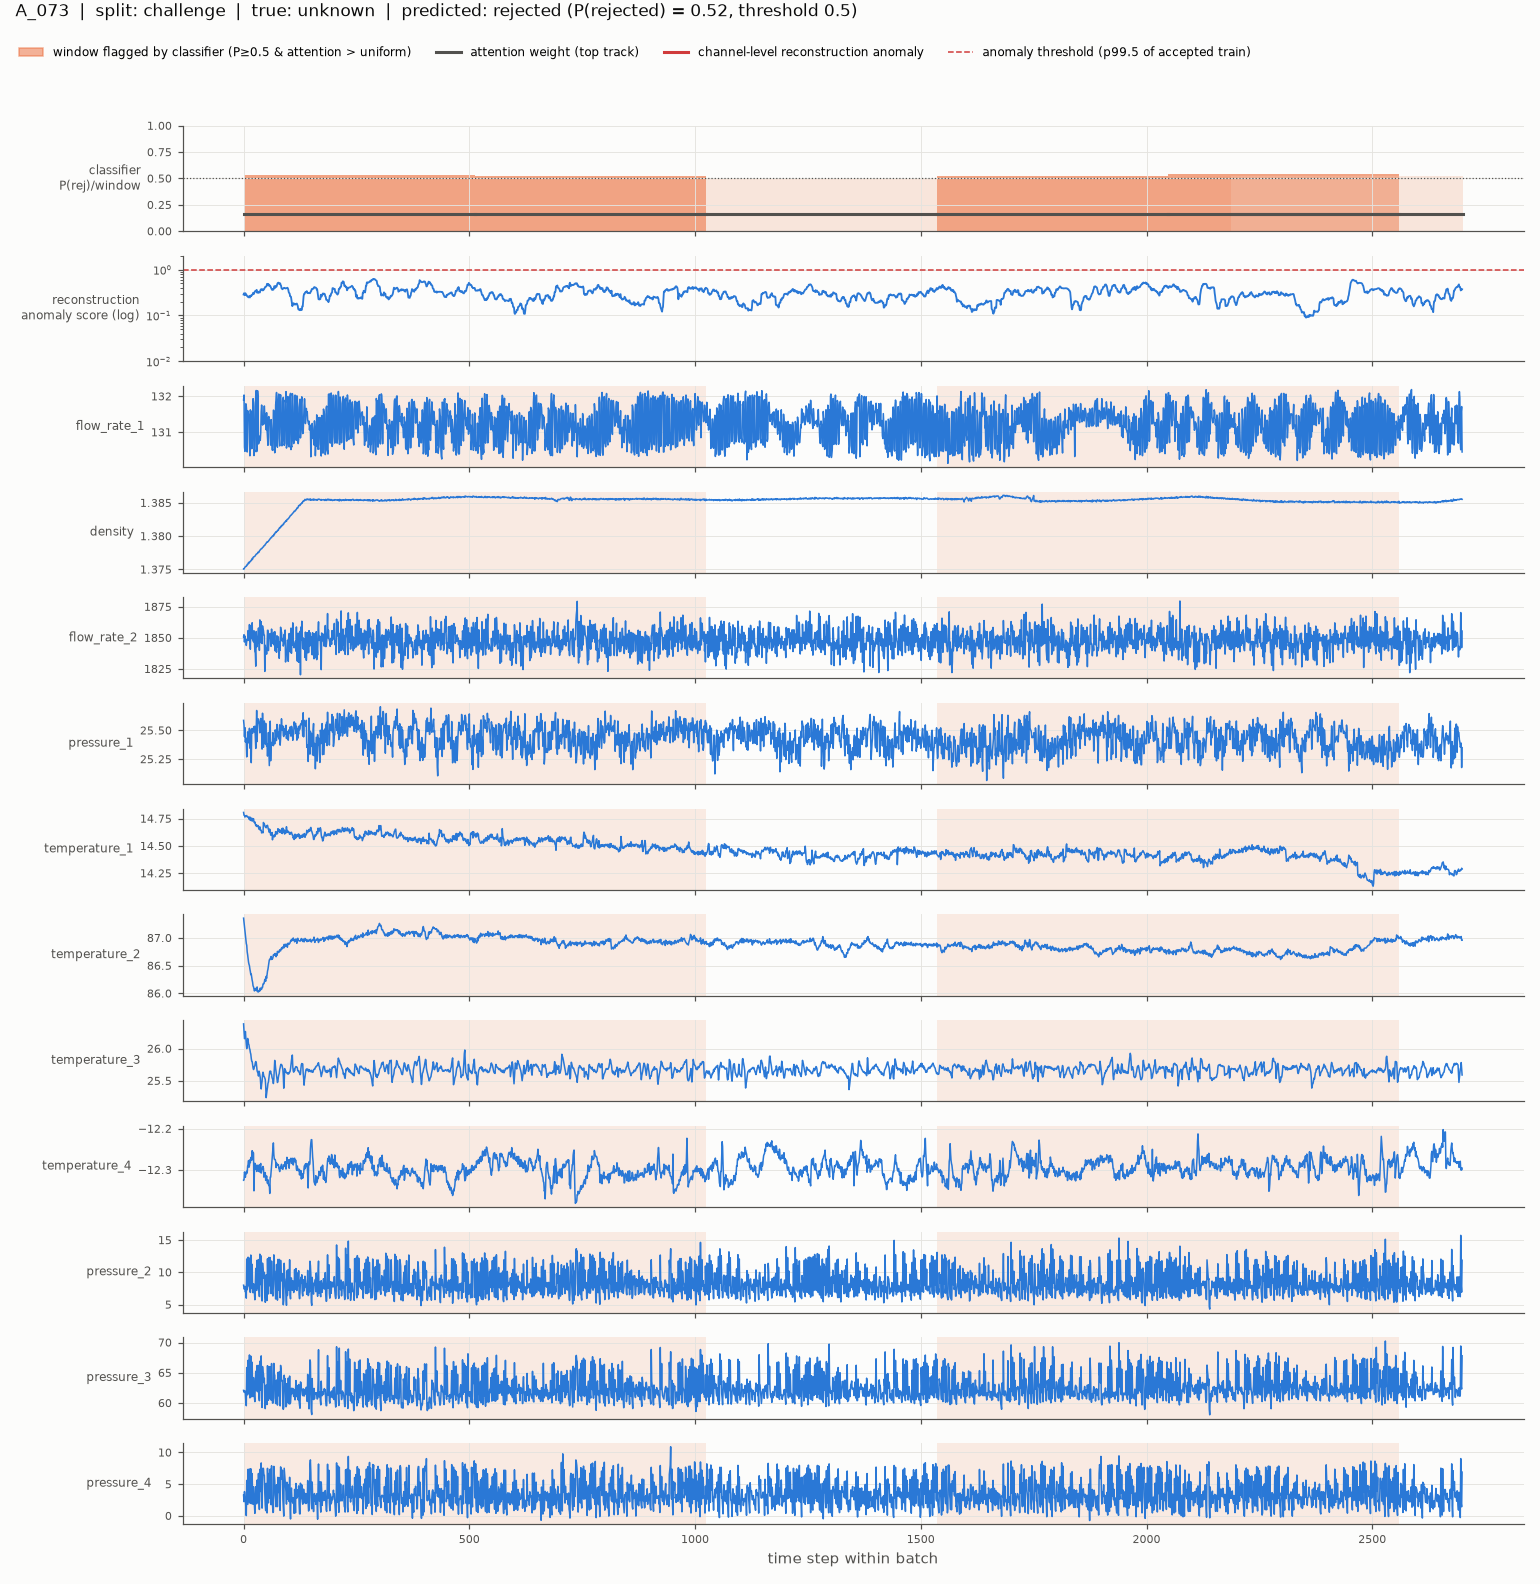 A_073 | split: challenge | true: unknown | predicted: rejected (P(rejected) = 0.52, threshold 0.5)
window flagged by classifier (P≥0.5 & attention > uniform)
attention weight (top track)
channel-level reconstruction anomaly
anomaly threshold (p99.5 of accepted train)
classifier
P(rej)/window
1.00
0.75
0.50
0.25
0.00
reconstruction
anomaly score (log)
10⁰
10⁻¹
10⁻²
flow_rate_1
132
131
density
1.385
1.380
1.375
flow_rate_2
1875
1850
1825
pressure_1
25.50
25.25
temperature_1
14.75
14.50
14.25
temperature_2
87.0
86.5
86.0
temperature_3
26.0
25.5
temperature_4
−12.2
−12.3
pressure_2
15
10
5
pressure_3
70
65
60
pressure_4
10
5
0
0 500 1000 1500 2000 2500
time step within batch